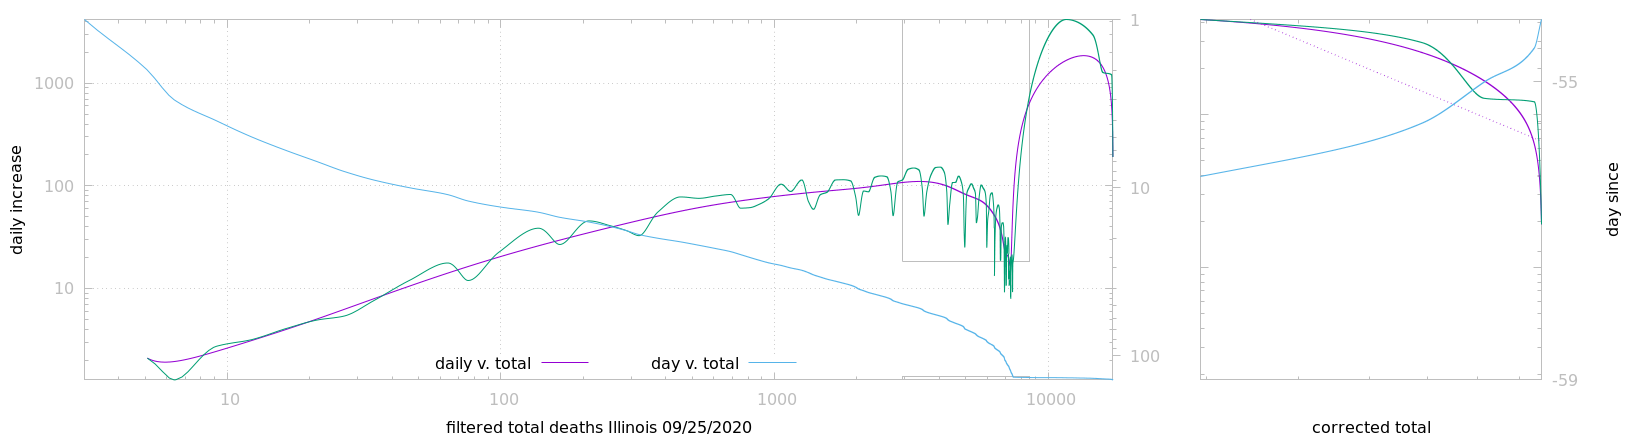 1
1000
-55
daily increase
100
10
day since
10
daily v. total
day v. total
100
-59
10
100
1000
10000
filtered total deaths Illinois 09/25/2020
corrected total